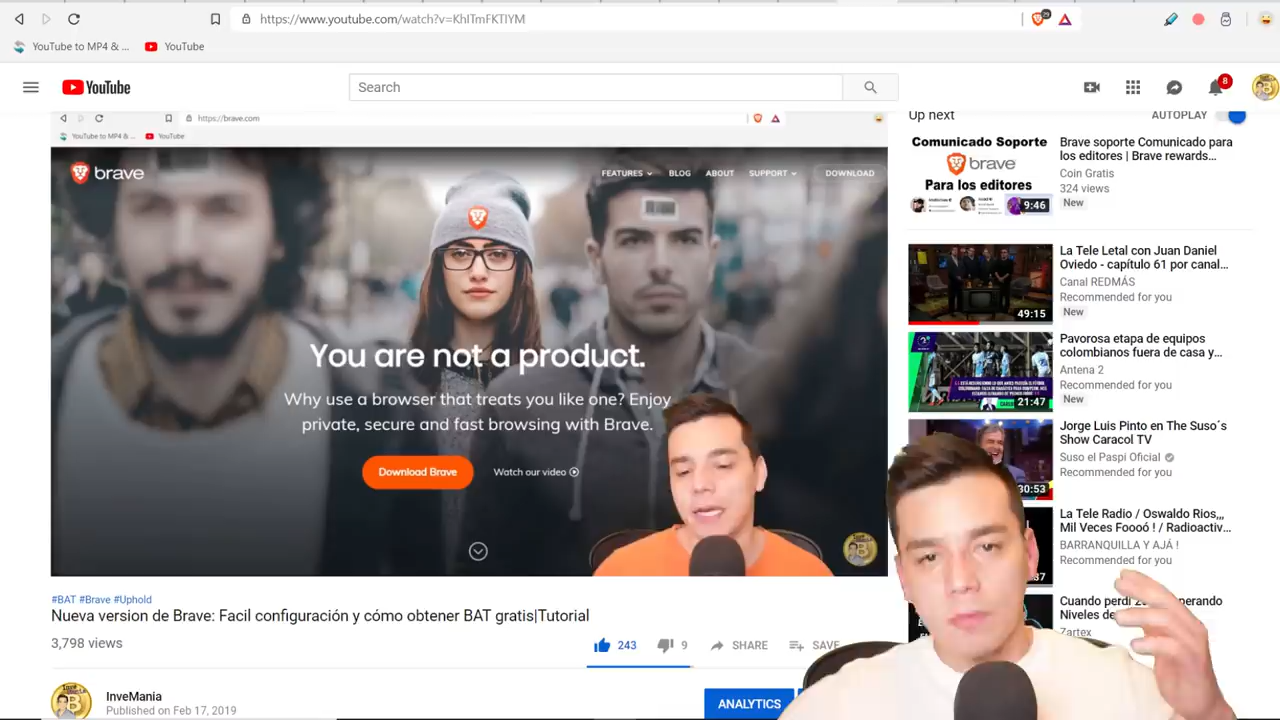 https://www.youtube.com/watch?v=KhITmFKTlYM
29
YouTube to MP4 & ...
YouTube
YouTube
Search
8
https://brave.com
YouTube to MP4 & ...
YouTube
brave
FEATURES
BLOG
ABOUT
SUPPORT
DOWNLOAD
You are not a product.
Why use a browser that treats you like one? Enjoy
private, secure and fast browsing with Brave.
Download Brave
Watch our video
#BAT #Brave #Uphold
Nueva version de Brave: Facil configuración y cómo obtener BAT gratis|Tutorial
3,798 views
243
9
SHARE
SAVE
InveMania
Published on Feb 17, 2019
ANALYTICS
Up next
AUTOPLAY
Comunicado Soporte
brave
Para los editores
9:46
Brave soporte Comunicado para
los editores | Brave rewards...
Coin Gratis
324 views
New
49:15
La Tele Letal con Juan Daniel
Oviedo - capítulo 61 por canal...
Canal REDMÁS
Recommended for you
New
21:47
Pavorosa etapa de equipos
colombianos fuera de casa y...
Antena 2
Recommended for you
New
30:53
Jorge Luis Pinto en The Suso´s
Show Caracol TV
Suso el Paspi Oficial
Recommended for you
37
La Tele Radio / Oswaldo Rios,,,
Mil Veces Foooó ! / Radioactiv...
BARRANQUILLA Y AJÁ !
Recommended for you
Cuando perdí
Niveles de
Zartex